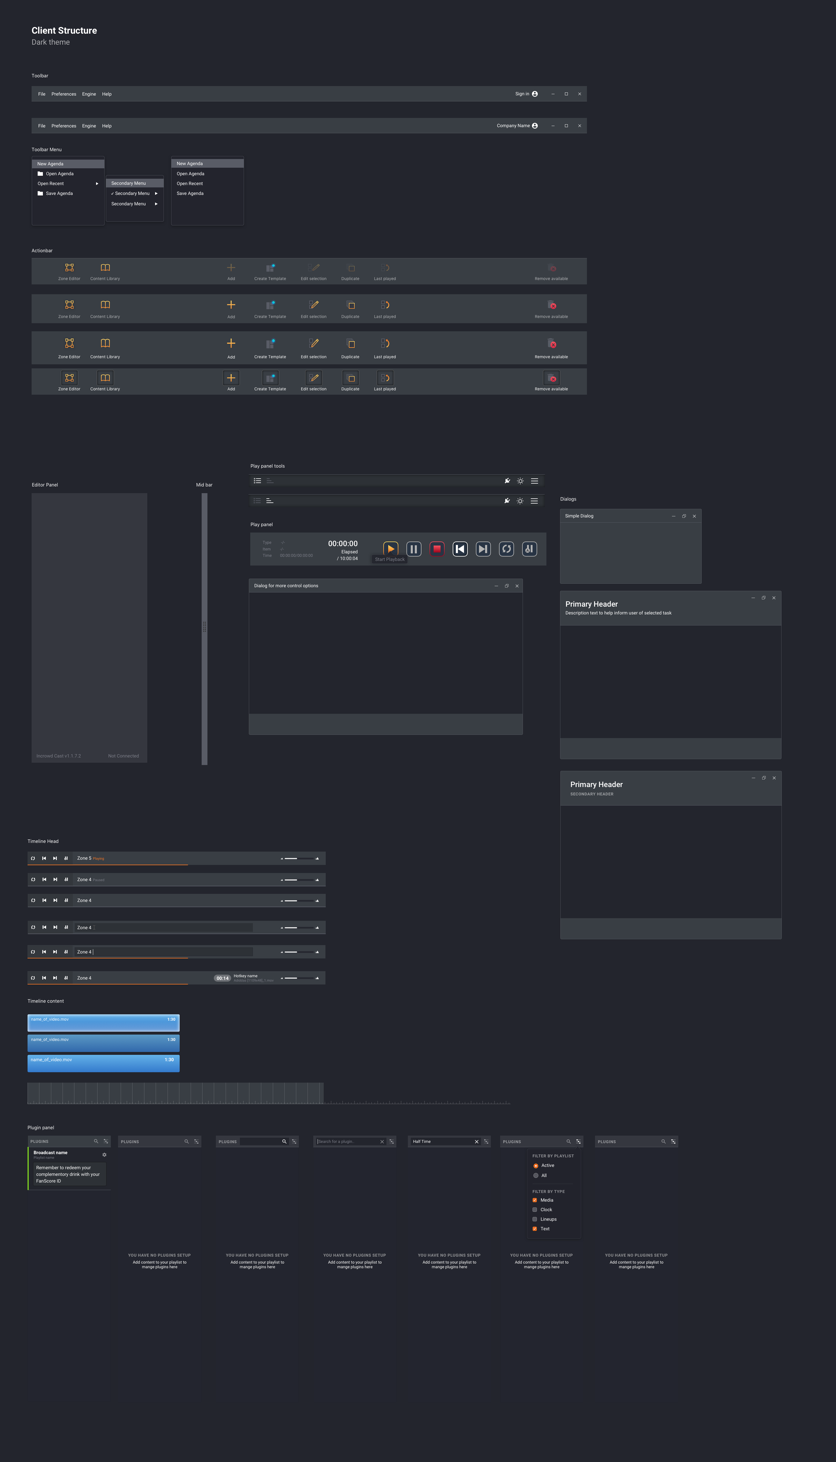 Client Structure
Dark theme
Toolbar
File Preferences Engine Help Sign in
File Preferences Engine Help Company Name
Toolbar Menu
New Agenda
Open Agenda
Open Recent
Save Agenda
Secondary Menu
✓ Secondary Menu
Secondary Menu
New Agenda
Open Agenda
Open Recent
Save Agenda
Actionbar
Zone Editor Content Library Add Create Template Edit selection Duplicate Last played Remove available
Zone Editor Content Library Add Create Template Edit selection Duplicate Last played Remove available
Zone Editor Content Library Add Create Template Edit selection Duplicate Last played Remove available
Zone Editor Content Library Add Create Template Edit selection Duplicate Last played Remove available
Play panel tools
Editor Panel
Mid bar
Play panel
Type: -/-
Item: -/-
Time: 00:00:00/00:00:00
00:00:00
Elapsed
/ 10:00:04
Start Playback
Dialog for more control options
Not Connected
Dialogs
Simple Dialog
Primary Header
Description text to help inform user of selected task
Primary Header
SECONDARY HEADER
Timeline Head
Zone 5 Playing
Zone 4 Paused
Zone 4
Zone 4
Zone 4
Zone 4 00:14 Hotkey name
Timeline content
name_of_video.mov 1:30
name_of_video.mov 1:30
name_of_video.mov 1:30
Plugin panel
PLUGINS
Broadcast name
Playlist name
Remember to redeem your
complementory drink with your
FanScore ID
PLUGINS
YOU HAVE NO PLUGINS SETUP
Add content to your playlist to
mange plugins here
PLUGINS
YOU HAVE NO PLUGINS SETUP
Add content to your playlist to
mange plugins here
Search for a plugin
YOU HAVE NO PLUGINS SETUP
Add content to your playlist to
mange plugins here
Half Time
YOU HAVE NO PLUGINS SETUP
Add content to your playlist to
mange plugins here
PLUGINS
FILTER BY PLAYLIST
Active
All
FILTER BY TYPE
Media
Clock
Lineups
Text
YOU HAVE NO PLUGINS SETUP
Add content to your playlist to
mange plugins here
PLUGINS
YOU HAVE NO PLUGINS SETUP
Add content to your playlist to
mange plugins here